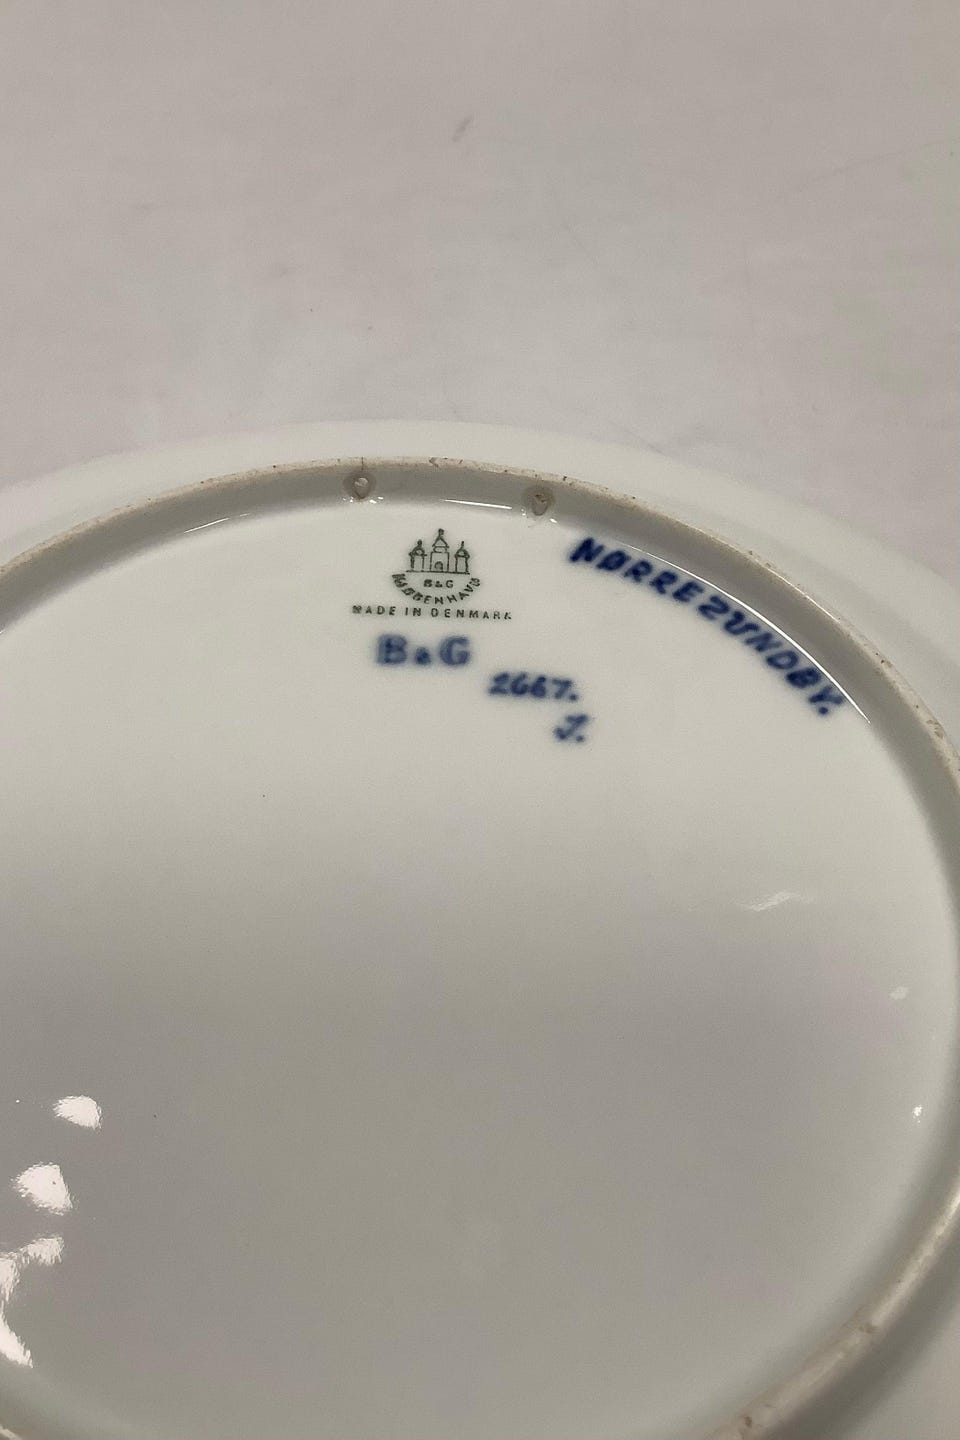 B&G
KJØBENHAVN
MADE IN DENMARK
B&G
2667.
J.
NØRRESUNDBY.